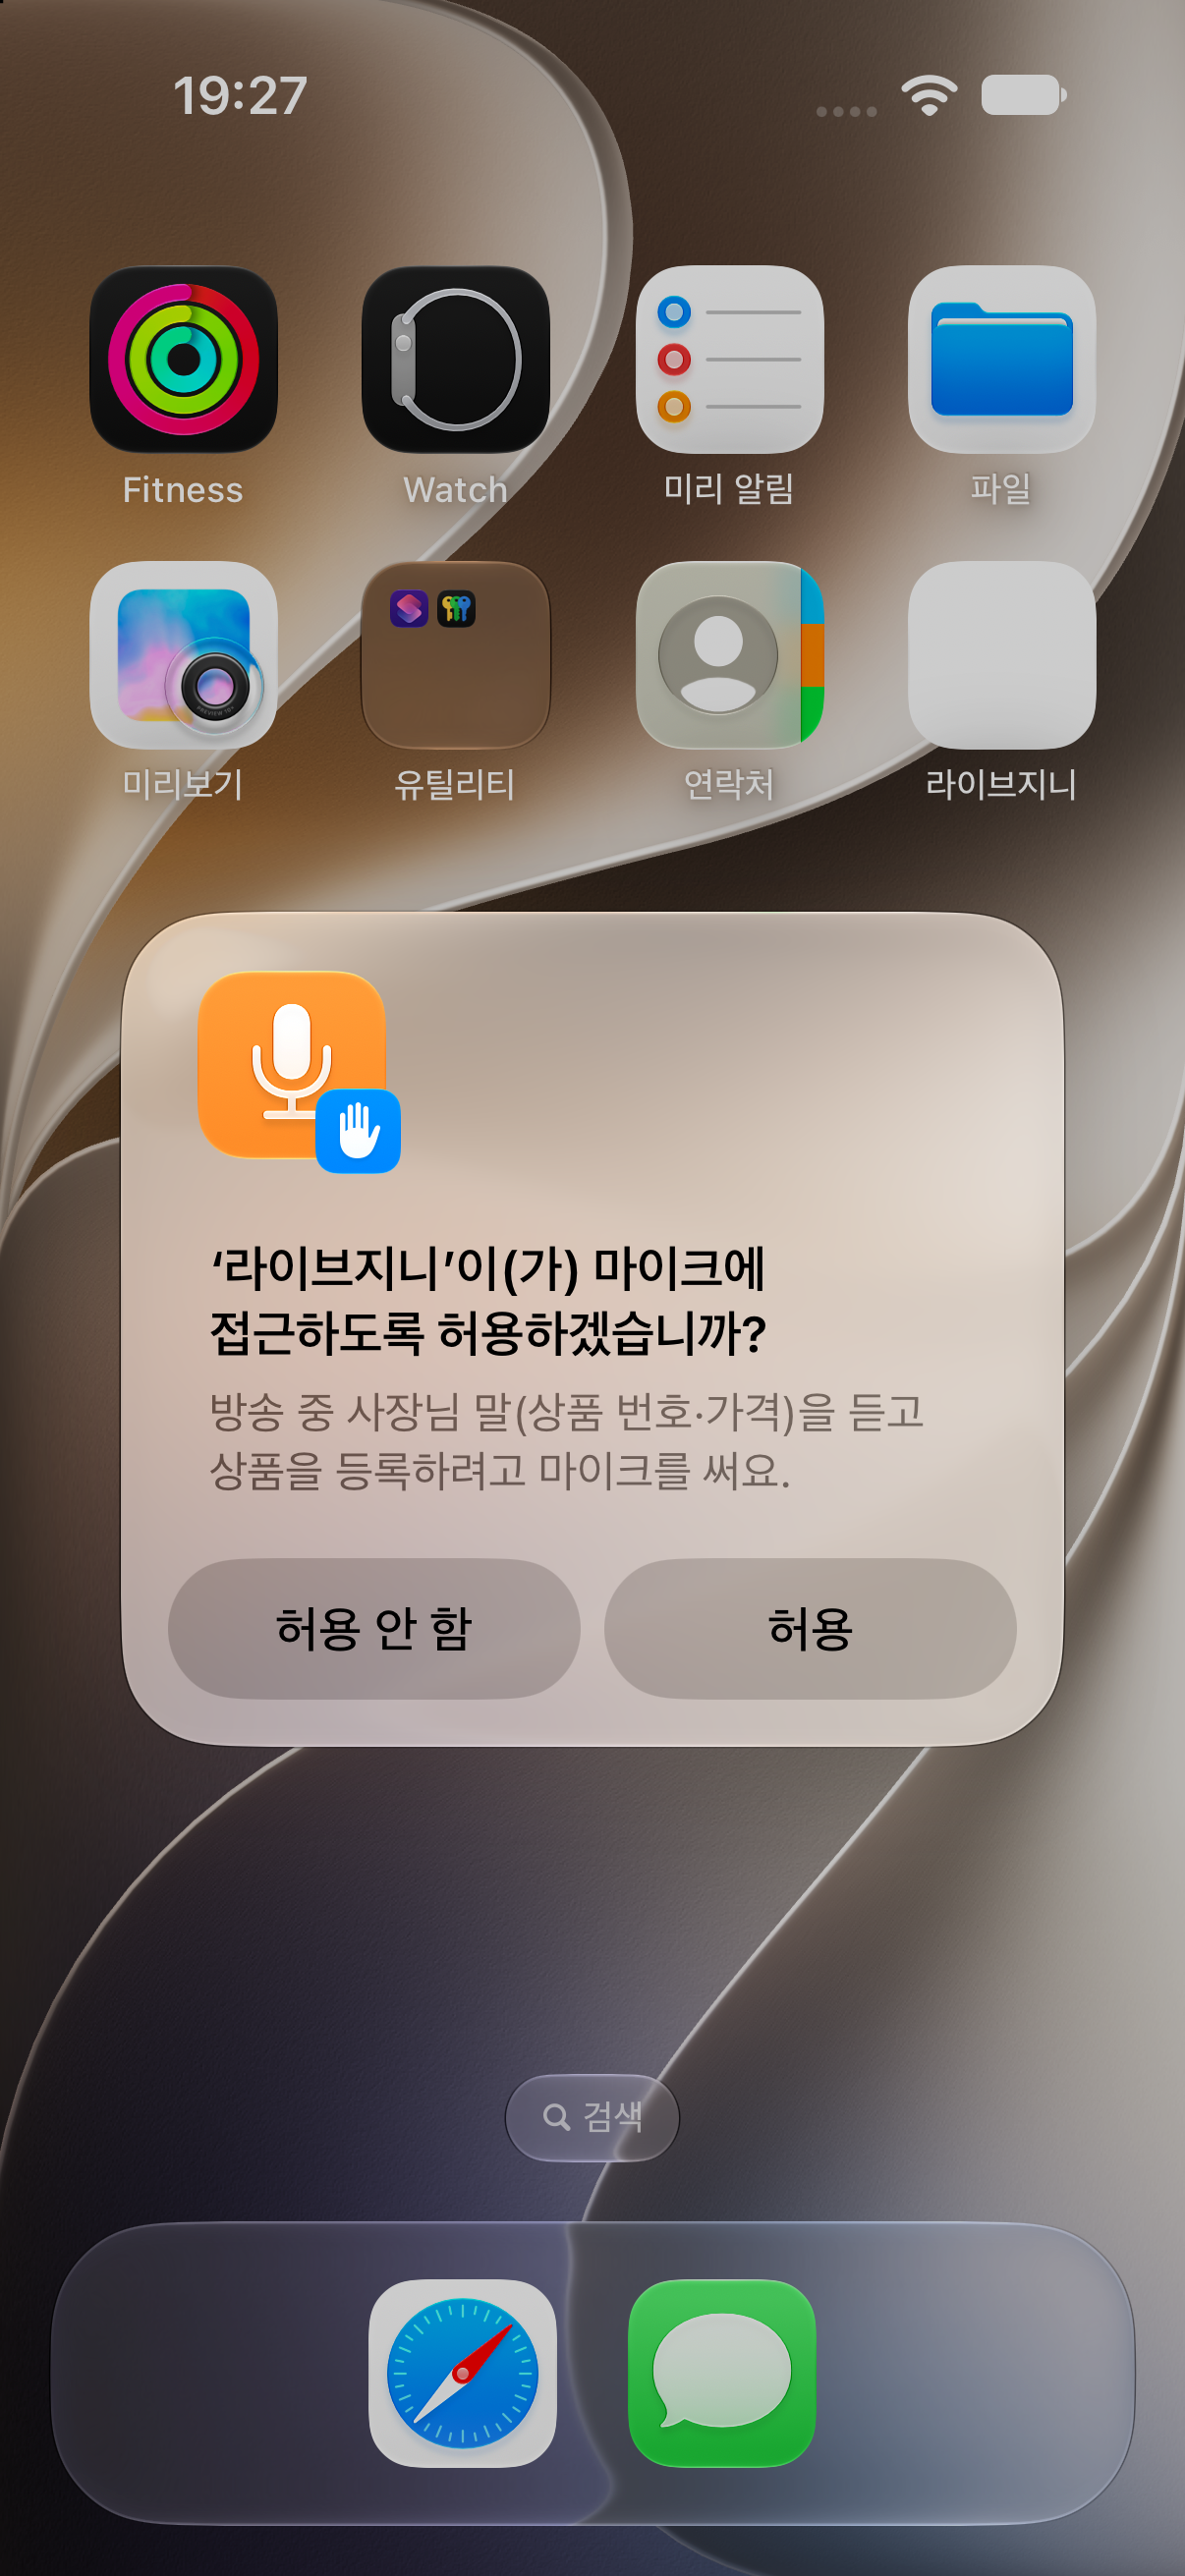 19:27
Fitness
Watch
미리 알림
파일
미리보기
유틸리티
연락처
라이브지니
‘라이브지니’이(가) 마이크에
접근하도록 허용하겠습니까?
방송 중 사장님 말(상품 번호·가격)을 듣고
상품을 등록하려고 마이크를 써요.
허용 안 함
허용
검색